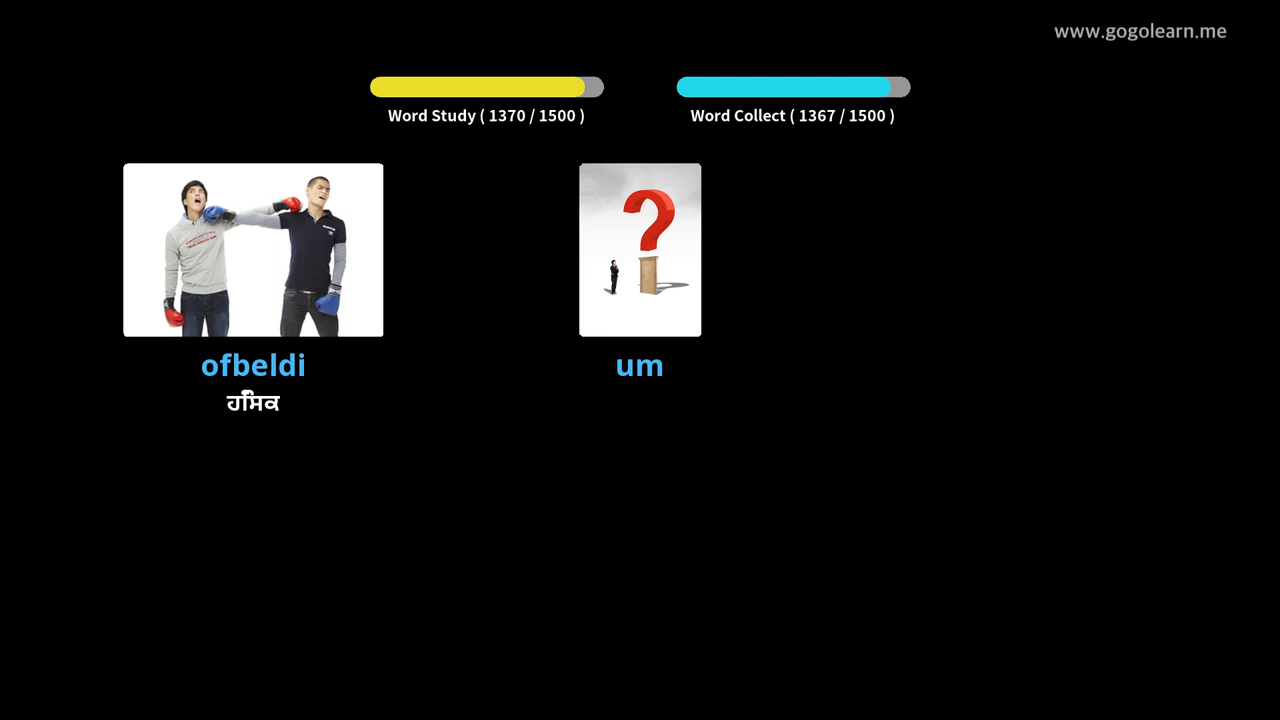 www.gogolearn.me
Word Study ( 1370 / 1500 )
Word Collect ( 1367 / 1500 )
ofbeldi
um
ਹਿੰਸਕ